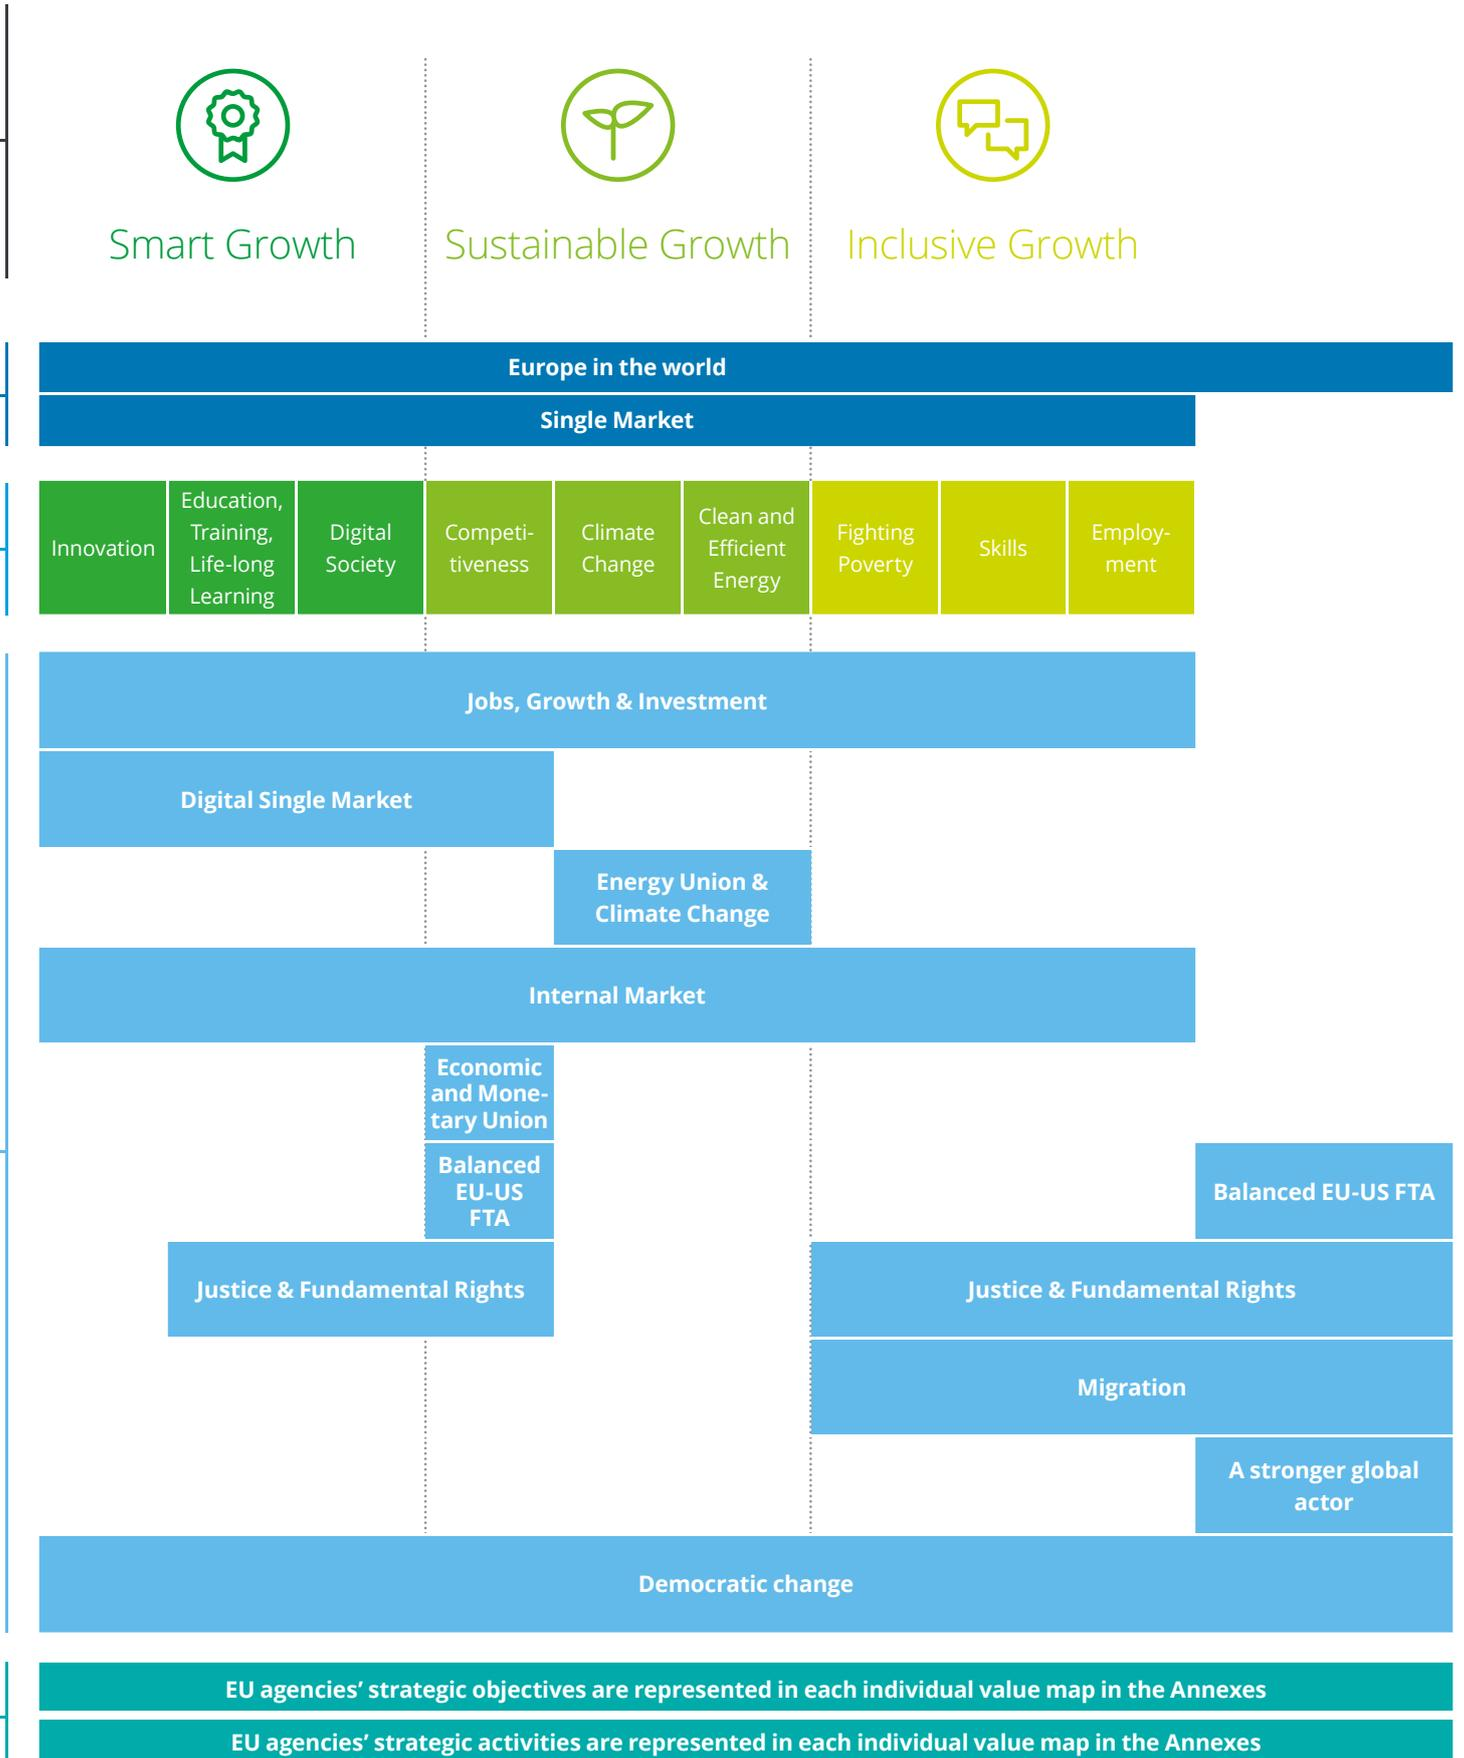 Smart Growth
Sustainable Growth
Inclusive Growth
Europe in the world
Single Market
Innovation
Education,
Training,
Life-long
Learning
Digital
Society
Competi-
tiveness
Climate
Change
Clean and
Efficient
Energy
Fighting
Poverty
Skills
Employ-
ment
Jobs, Growth & Investment
Digital Single Market
Energy Union &
Climate Change
Internal Market
Economic
and Mone-
tary Union
Balanced
EU-US
FTA
Balanced EU-US FTA
Justice & Fundamental Rights
Justice & Fundamental Rights
Migration
A stronger global
actor
Democratic change
EU agencies’ strategic objectives are represented in each individual value map in the Annexes
EU agencies’ strategic activities are represented in each individual value map in the Annexes